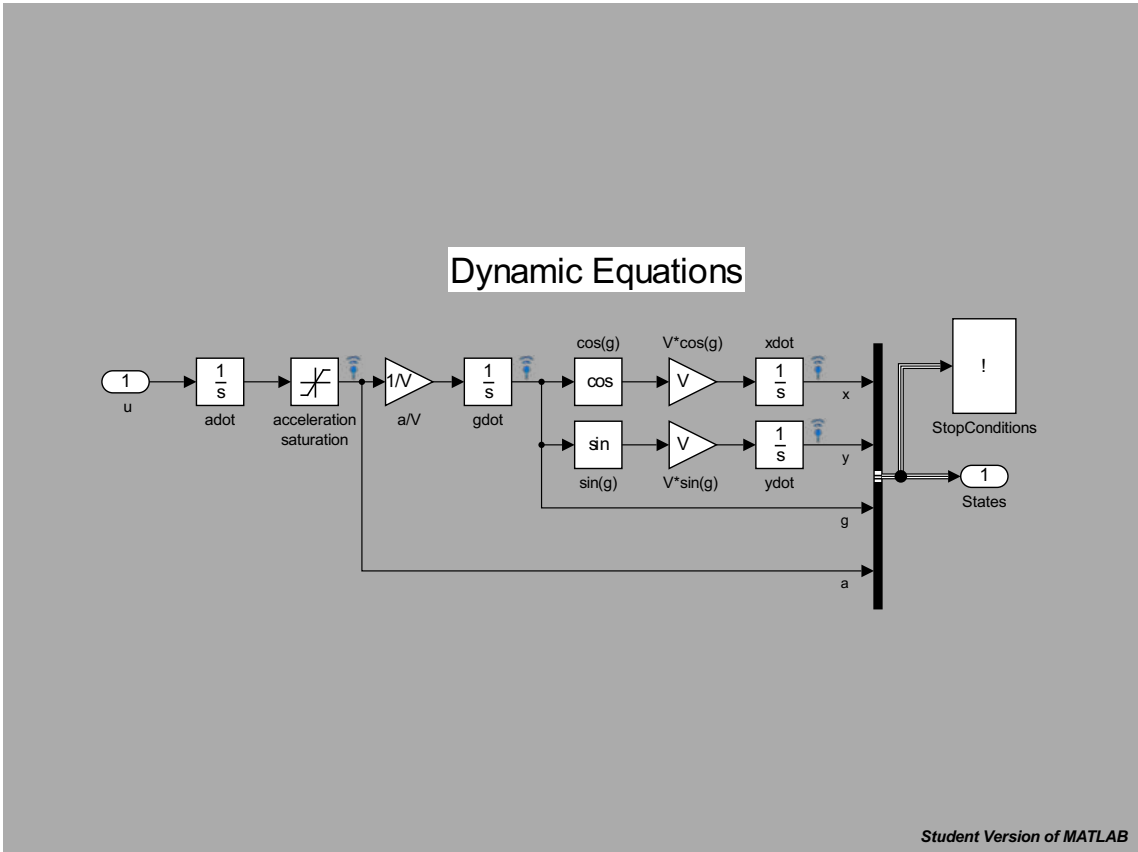 Dynamic Equations
cos(g)
V*cos(g)
xdot
1
u
1
s
adot
acceleration
saturation
1/V
a/V
1
s
gdot
cos
V
1
s
x
!
StopConditions
sin
sin(g)
V
V*sin(g)
1
s
ydot
y
1
States
g
a
Student Version of MATLAB